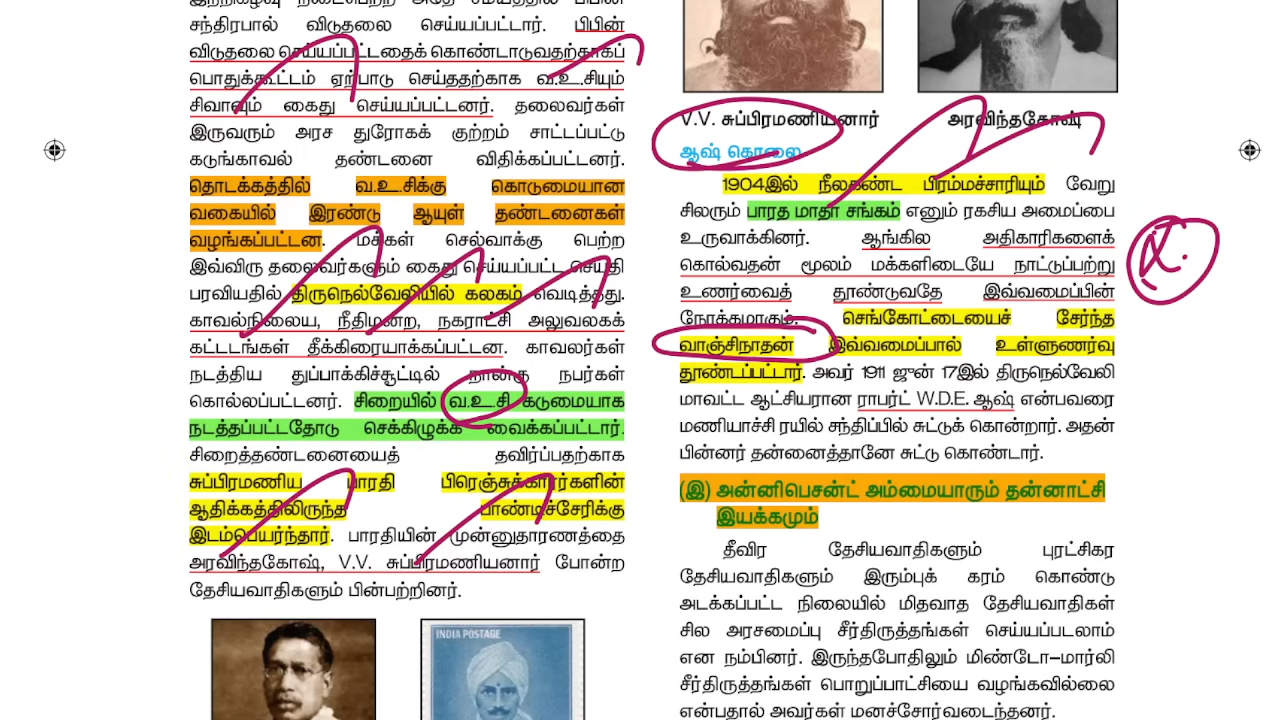 இந்நிகழ்வு நடைபெற்ற அதே சமயத்தில் பிபின்
சந்திரபால் விடுதலை செய்யப்பட்டார். பிபின்
விடுதலை செய்யப்பட்டதைக் கொண்டாடுவதற்காகப்
பொதுக்கூட்டம் ஏற்பாடு செய்ததற்காக வ.உ.சியும்
சிவாவும் கைது செய்யப்பட்டனர். தலைவர்கள்
இருவரும் அரச துரோகக் குற்றம் சாட்டப்பட்டு
கடுங்காவல் தண்டனை விதிக்கப்பட்டனர்.
தொடக்கத்தில் வ.உ.சிக்கு கொடுமையான
வகையில் இரண்டு ஆயுள் தண்டனைகள்
வழங்கப்பட்டன. மக்கள் செல்வாக்கு பெற்ற
இவ்விரு தலைவர்களும் கைது செய்யப்பட்ட செய்தி
பரவியதில் திருநெல்வேலியில் கலகம் வெடித்தது.
காவல்நிலைய, நீதிமன்ற, நகராட்சி அலுவலகக்
கட்டடங்கள் தீக்கிரையாக்கப்பட்டன. காவலர்கள்
நடத்திய துப்பாக்கிச்சூட்டில் நான்கு நபர்கள்
கொல்லப்பட்டனர். சிறையில் வ.உ.சி கடுமையாக
நடத்தப்பட்டதோடு செக்கிழுக்க வைக்கப்பட்டார்.
சிறைத்தண்டனையைத் தவிர்ப்பதற்காக
சுப்பிரமணிய பாரதி பிரெஞ்சுக்காரர்களின்
ஆதிக்கத்திலிருந்த பாண்டிச்சேரிக்கு
இடம்பெயர்ந்தார். பாரதியின் முன்னுதாரணத்தை
அரவிந்தகோஷ், V.V. சுப்பிரமணியனார் போன்ற
தேசியவாதிகளும் பின்பற்றினர்.
INDIA POSTAGE
V.V. சுப்பிரமணியனார் அரவிந்தகோஷ்
ஆஷ் கொலை
1904இல் நீலகண்ட பிரம்மச்சாரியும் வேறு
சிலரும் பாரத மாதா சங்கம் எனும் ரகசிய அமைப்பை
உருவாக்கினர். ஆங்கில அதிகாரிகளைக்
கொல்வதன் மூலம் மக்களிடையே நாட்டுப்பற்று
உணர்வைத் தூண்டுவதே இவ்வமைப்பின்
நோக்கமாகும். செங்கோட்டையைச் சேர்ந்த
வாஞ்சிநாதன் இவ்வமைப்பால் உள்ளுணர்வு
தூண்டப்பட்டார். அவர் 1911 ஜுன் 17இல் திருநெல்வேலி
மாவட்ட ஆட்சியரான ராபர்ட் W.D.E. ஆஷ் என்பவரை
மணியாச்சி ரயில் சந்திப்பில் சுட்டுக் கொன்றார். அதன்
பின்னர் தன்னைத்தானே சுட்டு கொண்டார்.
(இ) அன்னிபெசன்ட் அம்மையாரும் தன்னாட்சி
இயக்கமும்
தீவிர தேசியவாதிகளும் புரட்சிகர
தேசியவாதிகளும் இரும்புக் கரம் கொண்டு
அடக்கப்பட்ட நிலையில் மிதவாத தேசியவாதிகள்
சில அரசமைப்பு சீர்திருத்தங்கள் செய்யப்படலாம்
என நம்பினர். இருந்தபோதிலும் மிண்டோ–மார்லி
சீர்திருத்தங்கள் பொறுப்பாட்சியை வழங்கவில்லை
என்பதால் அவர்கள் மனச்சோர்வடைந்தனர்.